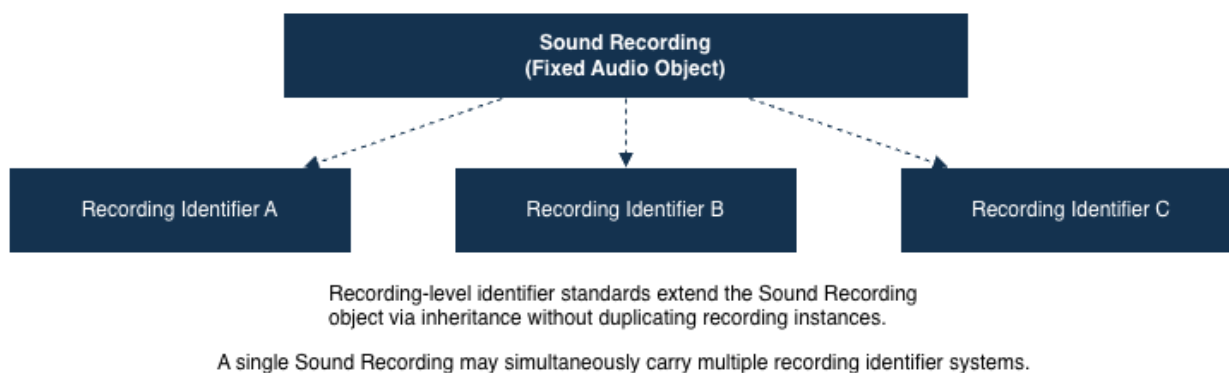 Sound Recording
(Fixed Audio Object)
Recording Identifier A
Recording Identifier B
Recording Identifier C
Recording-level identifier standards extend the Sound Recording
object via inheritance without duplicating recording instances.
A single Sound Recording may simultaneously carry multiple recording identifier systems.